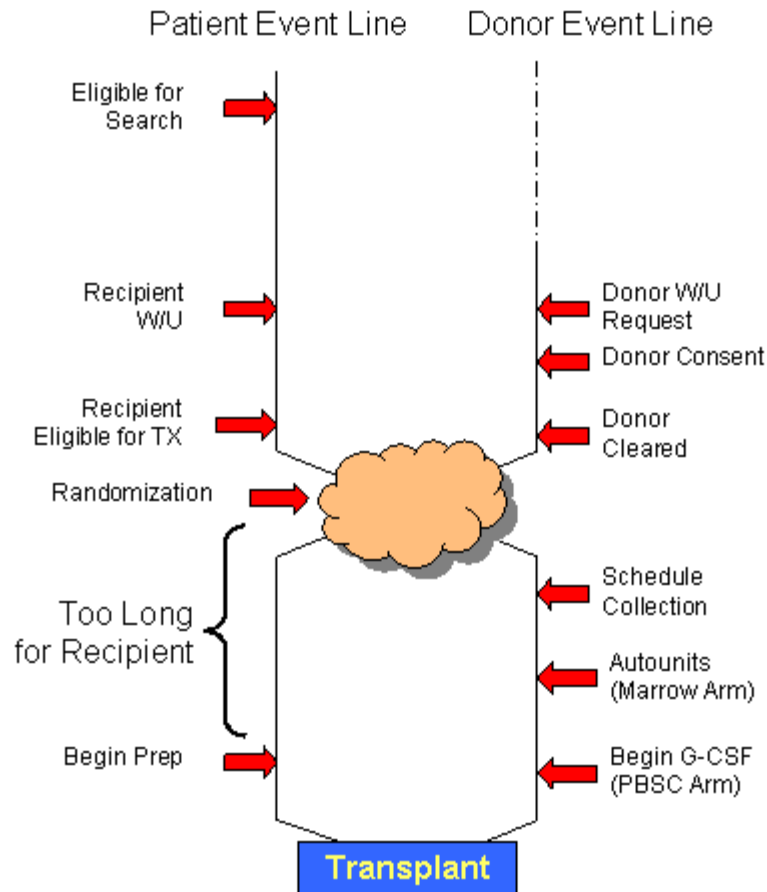 Patient Event Line
Donor Event Line
Eligible for
Search
Recipient
W/U
Donor W/U
Request
Donor Consent
Recipient
Eligible for TX
Donor
Cleared
Randomization
Schedule
Collection
Too Long
for Recipient
Autounits
(Marrow Arm)
Begin Prep
Begin G-CSF
(PBSC Arm)
Transplant